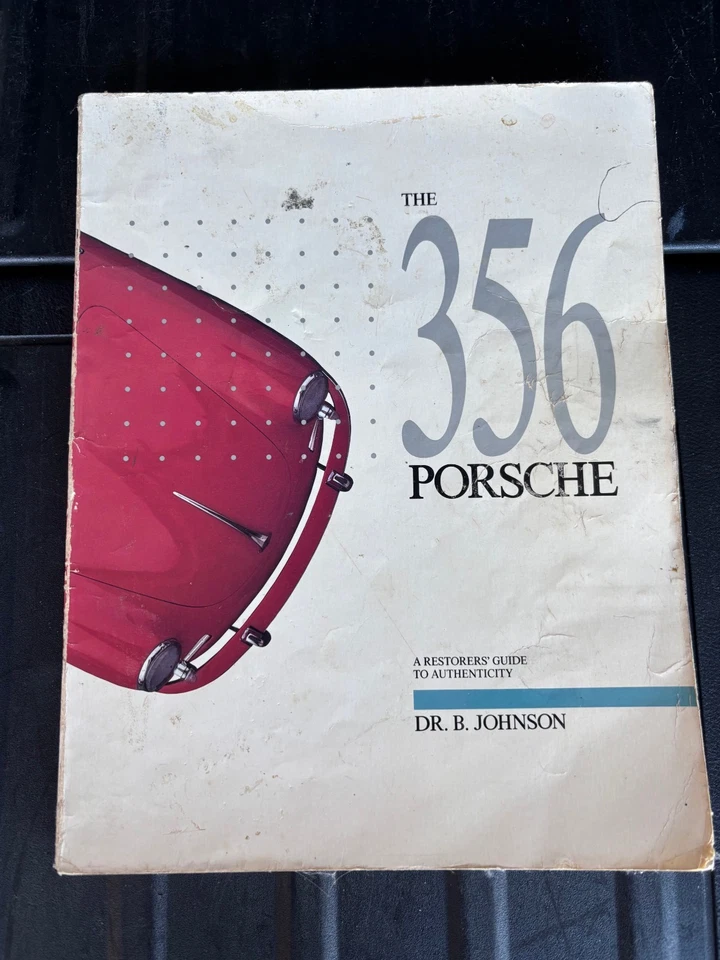 THE
356
PORSCHE
A RESTORERS' GUIDE
TO AUTHENTICITY
DR. B. JOHNSON